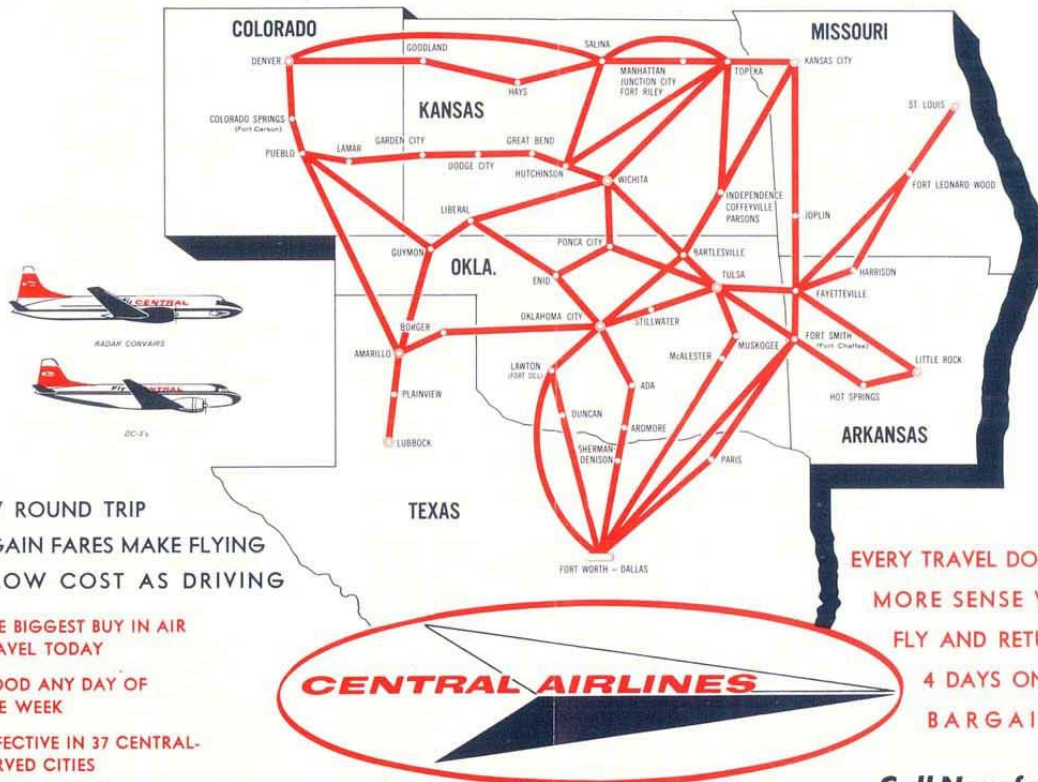 COLORADO
MISSOURI
DENVER
GOODLAND
SALINA
MANHATTAN
JUNCTION CITY
FORT RILEY
TOPEKA
KANSAS CITY
HAYS
KANSAS
ST. LOUIS
COLORADO SPRINGS
(Fort Carson)
PUEBLO
LAMAR
GARDEN CITY
DODGE CITY
GREAT BEND
HUTCHINSON
WICHITA
FORT LEONARD WOOD
INDEPENDENCE
COFFEYVILLE
PARSONS
JOPLIN
LIBERAL
GUYMON
PONCA CITY
BARTLESVILLE
OKLA.
ENID
TULSA
HARRISON
FAYETTEVILLE
Fly CENTRAL
RADAR CONVAIRS
BORGER
OKLAHOMA CITY
STILLWATER
AMARILLO
MUSKOGEE
FORT SMITH
(Fort Chaffee)
McALESTER
LITTLE ROCK
LAWTON
(FORT SILL)
ADA
HOT SPRINGS
Fly CENTRAL
DC-3's
PLAINVIEW
DUNCAN
ARDMORE
ARKANSAS
LUBBOCK
SHERMAN-
DENISON
PARIS
TEXAS
FORT WORTH - DALLAS
ROUND TRIP
GAIN FARES MAKE FLYING
LOW COST AS DRIVING
E BIGGEST BUY IN AIR
AVEL TODAY
OOD ANY DAY OF
E WEEK
FECTIVE IN 37 CENTRAL-
RVED CITIES
CENTRAL AIRLINES
EVERY TRAVEL DO
MORE SENSE
FLY AND RETU
4 DAYS ON
BARGAI